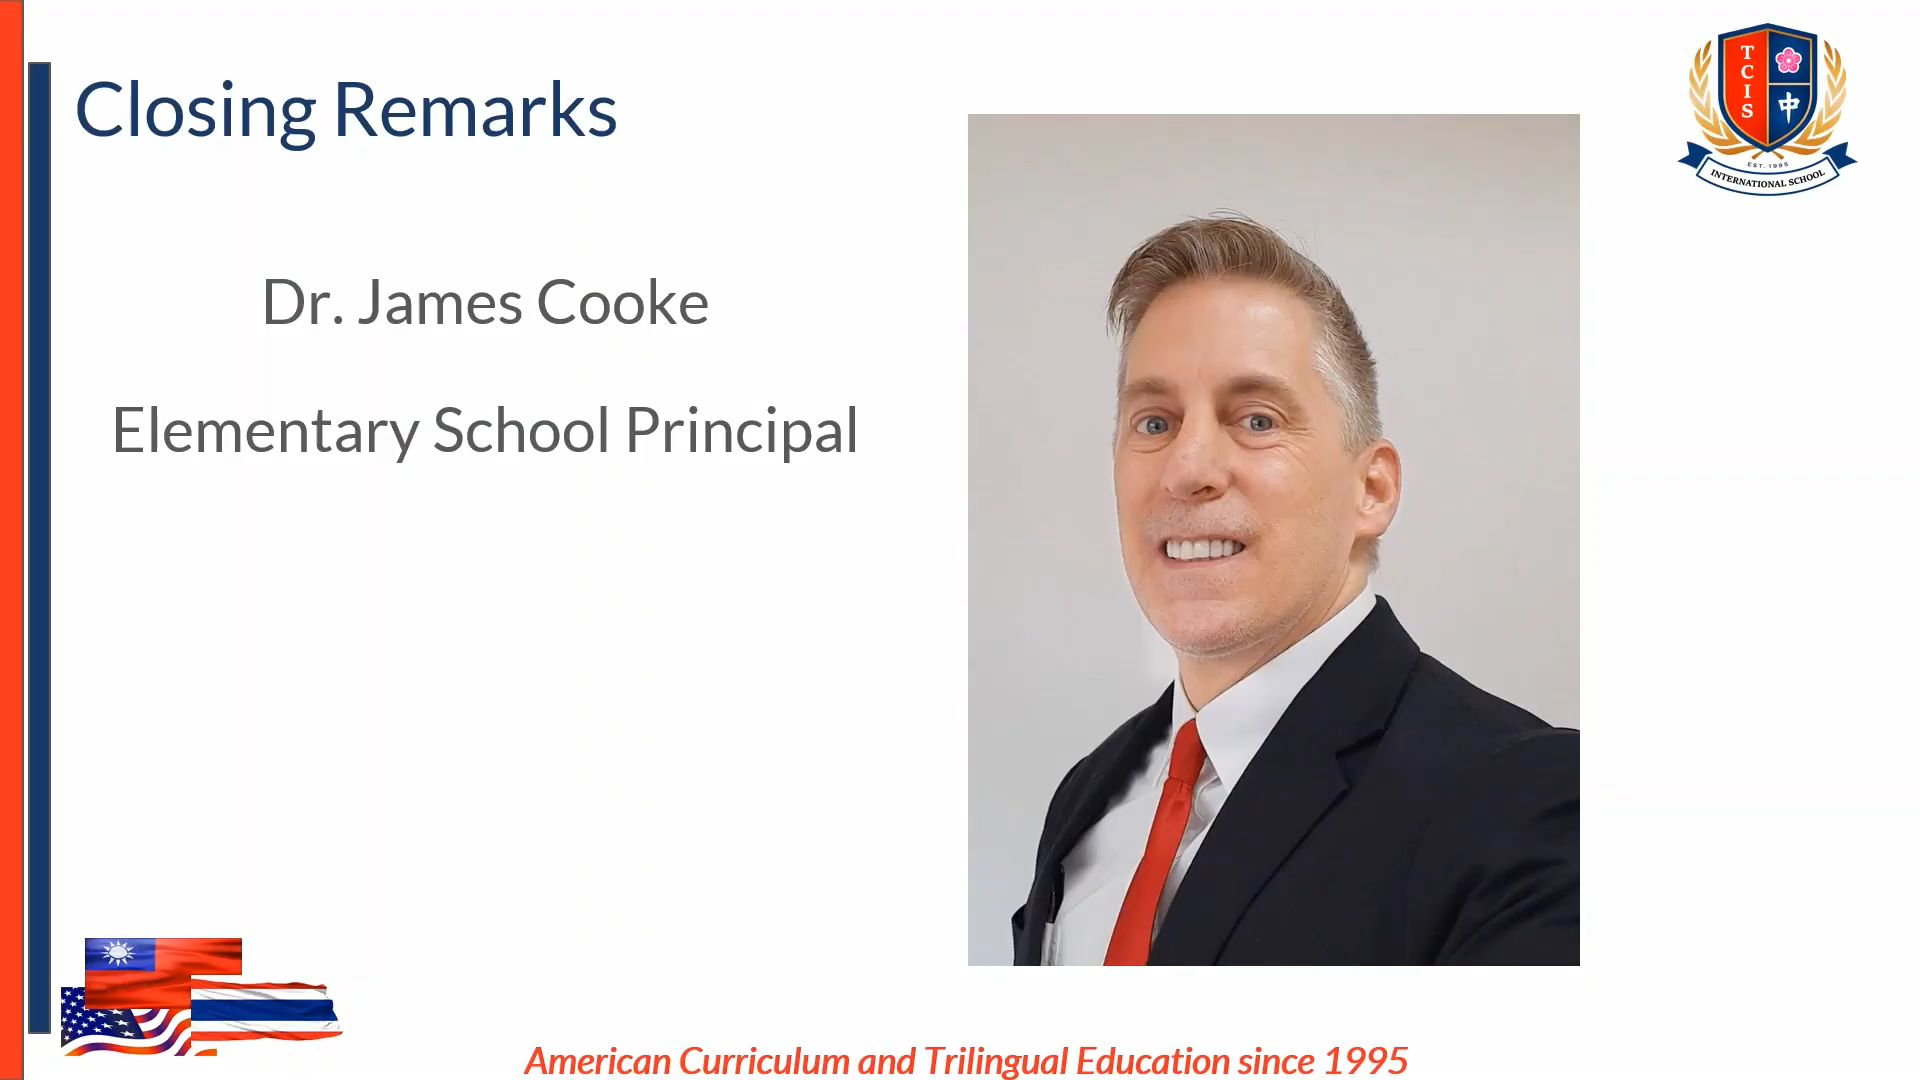 Closing Remarks
Dr. James Cooke
Elementary School Principal
T
C
I
S
中
EST. 1995
INTERNATIONAL SCHOOL
American Curriculum and Trilingual Education since 1995